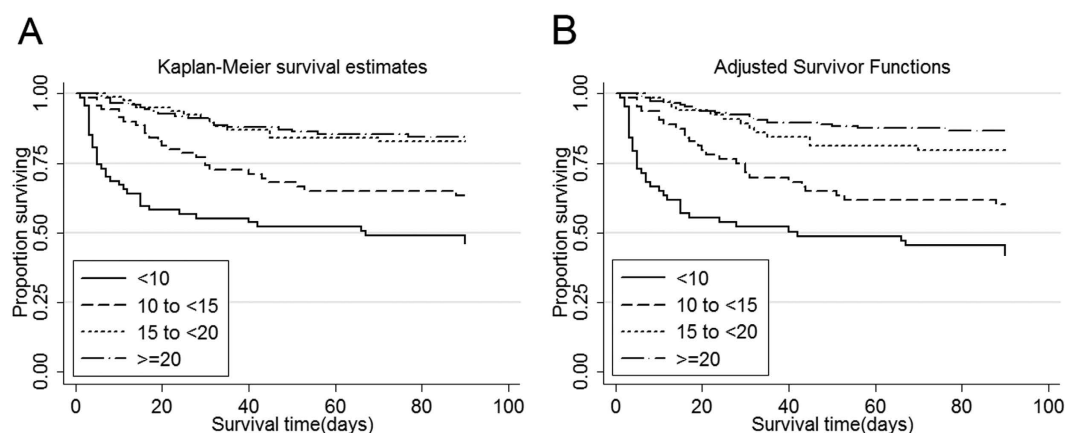 A
Kaplan-Meier survival estimates
Proportion surviving
1.00
0.75
0.50
0.25
0.00
<10
10 to <15
15 to <20
>=20
0 20 40 60 80 100
Survival time(days)
B
Adjusted Survivor Functions
Proportion surviving
1.00
0.75
0.50
0.25
0.00
<10
10 to <15
15 to <20
>=20
0 20 40 60 80 100
Survival time(days)